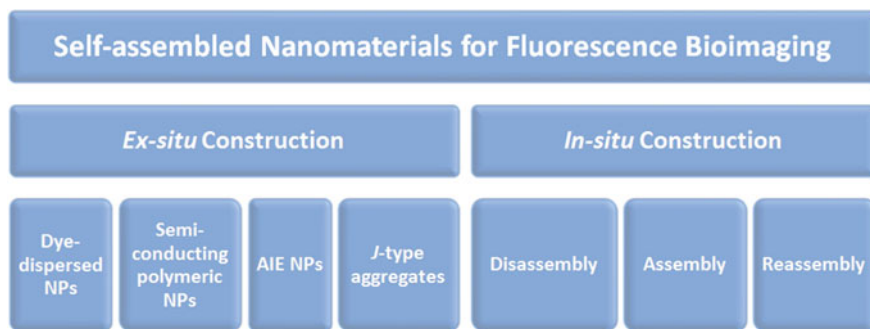 Self-assembled Nanomaterials for Fluorescence Bioimaging
Ex-situ Construction
In-situ Construction
Dye-
dispersed
NPs
Semi-
conducting
polymeric
NPs
AIE NPs
J-type
aggregates
Disassembly
Assembly
Reassembly